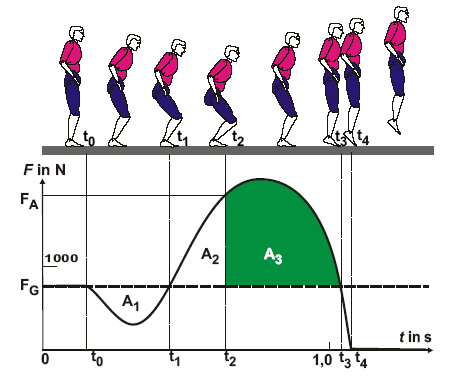 t0 t1 t2 t3 t4
F in N
FA
1000
A2 A3
FG
A1
t in s
0 t0 t1 t2 1,0 t3 t4